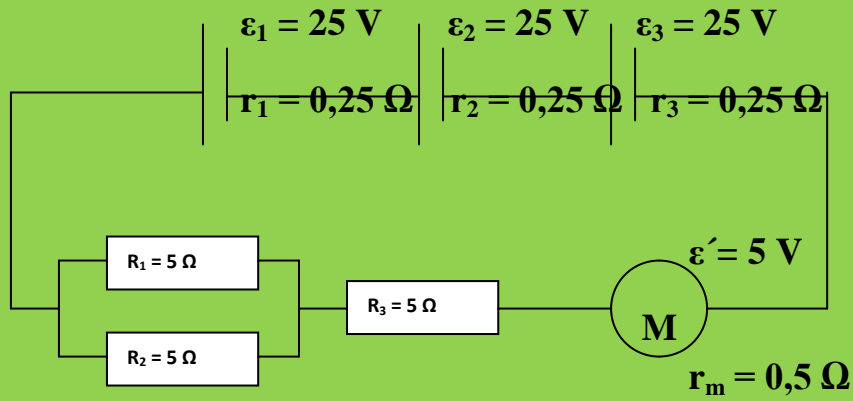 ε₁ = 25 V ε₂ = 25 V ε₃ = 25 V
r₁ = 0,25 Ω r₂ = 0,25 Ω r₃ = 0,25 Ω
R₁ = 5 Ω
ε´= 5 V
R₃ = 5 Ω
M
R₂ = 5 Ω
rₘ = 0,5 Ω